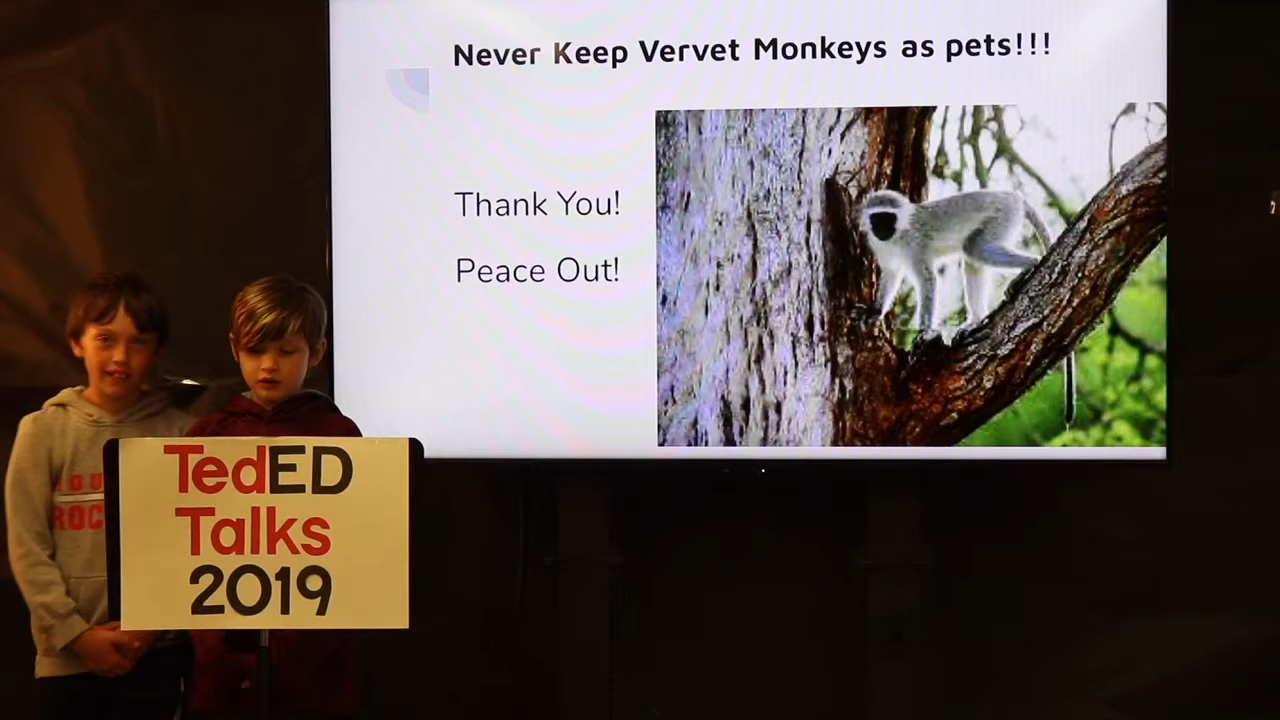 Never Keep Vervet Monkeys as pets!!!
Thank You!
Peace Out!
TedED
Talks
2019